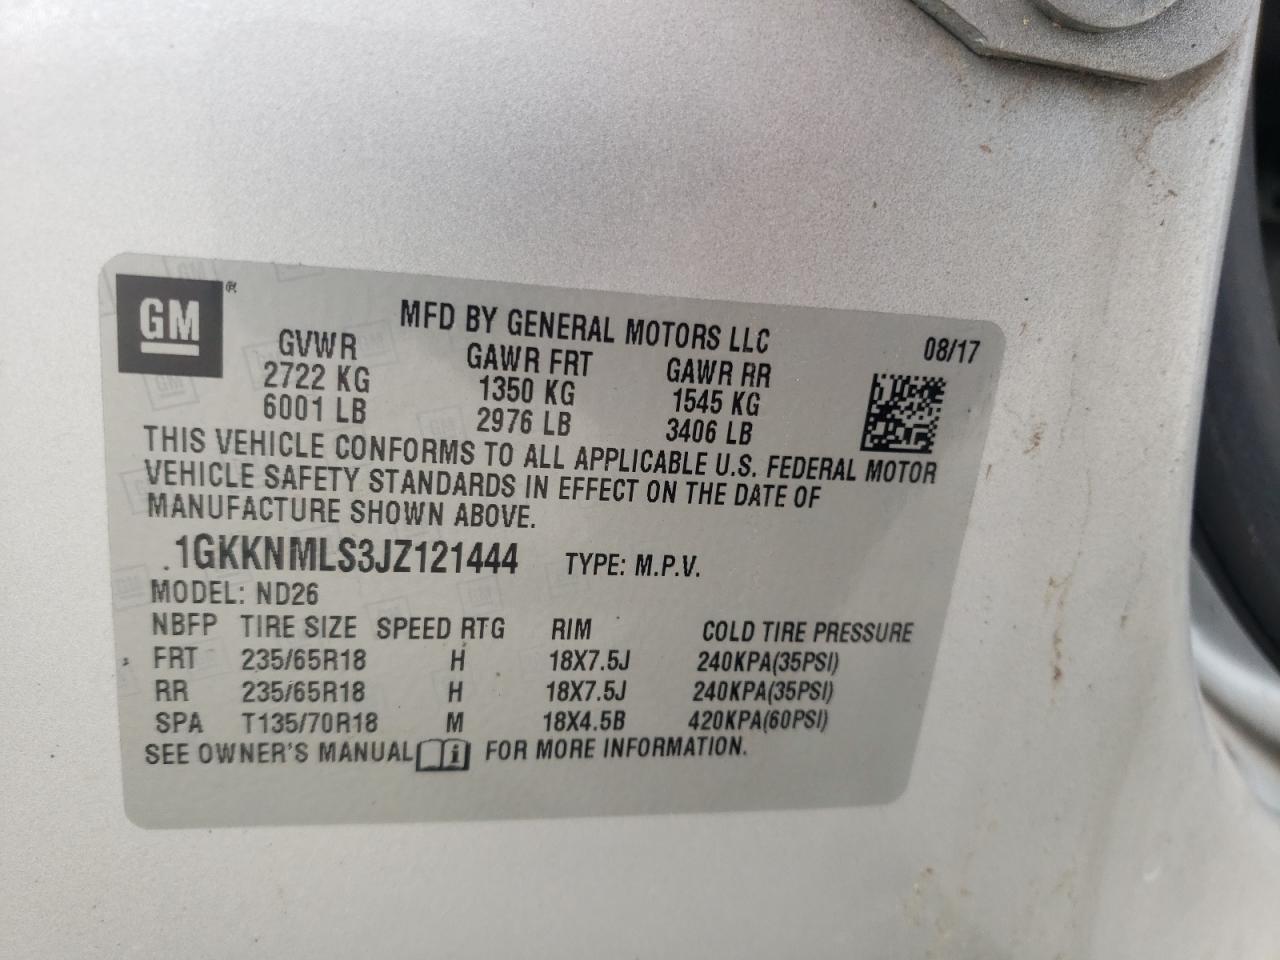 GM ®
MFD BY GENERAL MOTORS LLC 08/17
GVWR GAWR FRT GAWR RR
2722 KG 1350 KG 1545 KG
6001 LB 2976 LB 3406 LB
THIS VEHICLE CONFORMS TO ALL APPLICABLE U.S. FEDERAL MOTOR
VEHICLE SAFETY STANDARDS IN EFFECT ON THE DATE OF
MANUFACTURE SHOWN ABOVE.
1GKKNMLS3JZ121444 TYPE: M.P.V.
MODEL: ND26
NBFP TIRE SIZE SPEED RTG RIM COLD TIRE PRESSURE
FRT 235/65R18 H 18X7.5J 240KPA(35PSI)
RR 235/65R18 H 18X7.5J 240KPA(35PSI)
SPA T135/70R18 M 18X4.5B 420KPA(60PSI)
SEE OWNER'S MANUAL i FOR MORE INFORMATION.